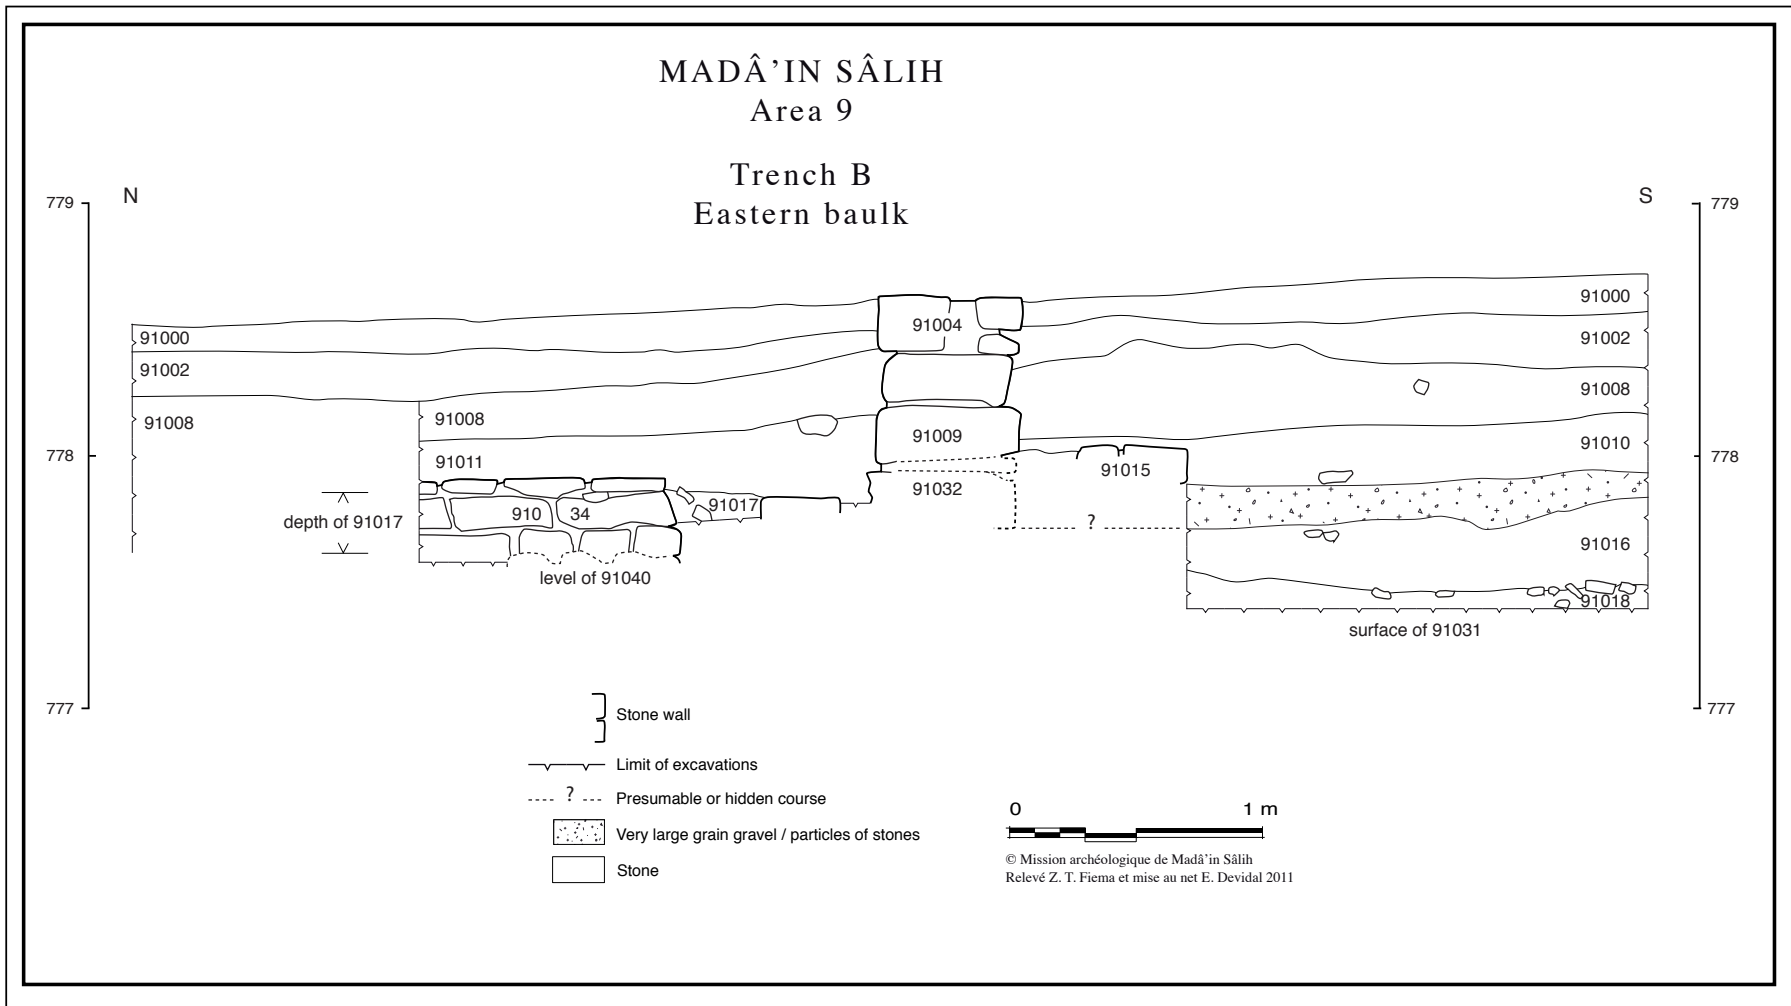 MADÂ’IN SÂLIH
Area 9
Trench B
Eastern baulk
N
S
779
779
91000
91000
91004
91002
91002
91008
91008
91008
91009
91010
778
778
91011
91015
91032
91017
depth of 91017
910 34
?
91016
level of 91040
91018
surface of 91031
777
777
Stone wall
Limit of excavations
? Presumable or hidden course
Very large grain gravel / particles of stones
Stone
0 1 m
© Mission archéologique de Madâ’in Sâlih
Relevé Z. T. Fiema et mise au net E. Devidal 2011